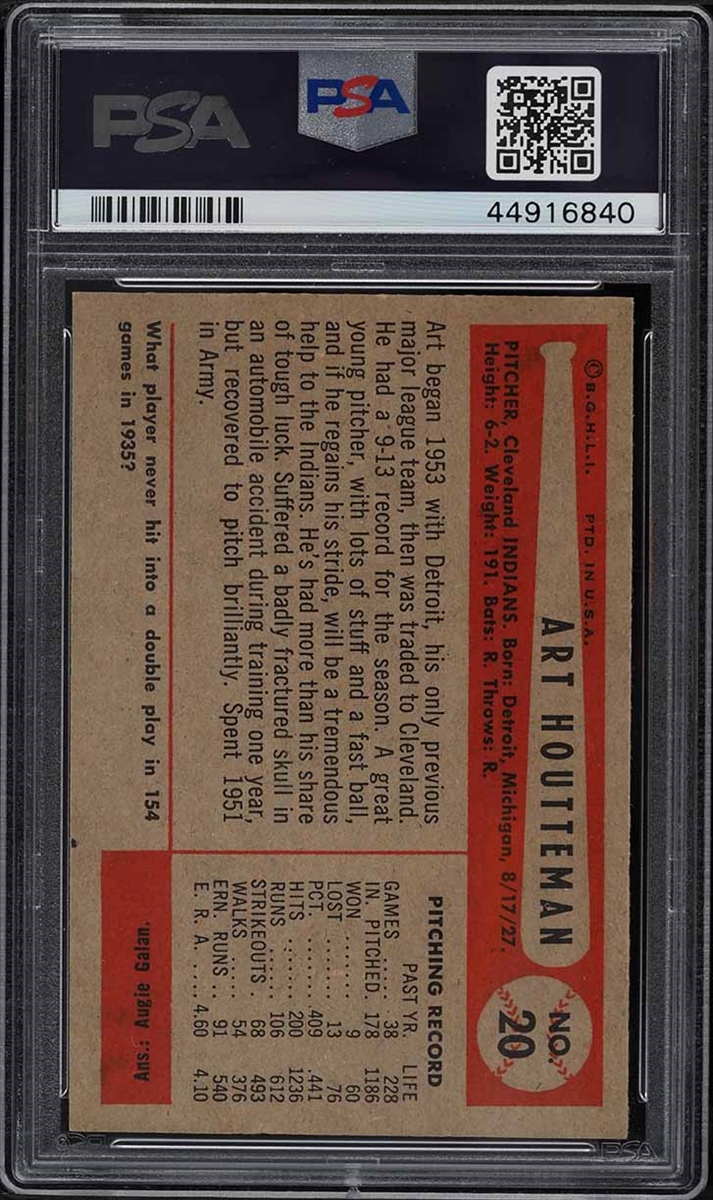 PSA
PSA
44916840
© B.G.H.L.I. PTD. IN U.S.A.
ART HOUTTEMAN
NO. 20
PITCHER, Cleveland INDIANS. Born: Detroit, Michigan, 8/17/27.
Height: 6-2. Weight: 191. Bats: R. Throws: R.
Art began 1953 with Detroit, his only previous
major league team, then was traded to Cleveland.
He had a 9-13 record for the season. A great
young pitcher, with lots of stuff and a fast ball,
and if he regains his stride, will be a tremendous
help to the Indians. He's had more than his share
of tough luck. Suffered a badly fractured skull in
an automobile accident during training one year,
but recovered to pitch brilliantly. Spent 1951
in Army.
PITCHING RECORD
PAST YR. LIFE
GAMES ..... 38 228
IN. PITCHED. 178 1186
WON ....... 9 60
LOST ....... 13 76
PCT. ....... .409 .441
HITS ...... 200 1236
RUNS ...... 106 612
STRIKEOUTS . 68 493
WALKS ..... 54 376
ERN. RUNS .. 91 540
E. R. A. .... 4.60 4.10
What player never hit into a double play in 154
games in 1935?
Ans.: Augie Galan.
PSA